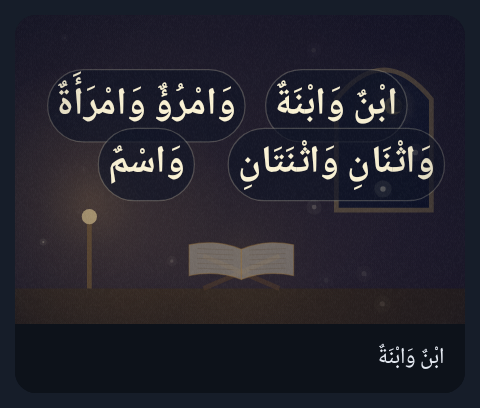 ابْنٌ وَابْنَةٌ وَامْرُؤٌ وَامْرَأَةٌ
وَاثْنَانِ وَاثْنَتَانِ وَاسْمٌ
ابْنٌ وَابْنَةٌ